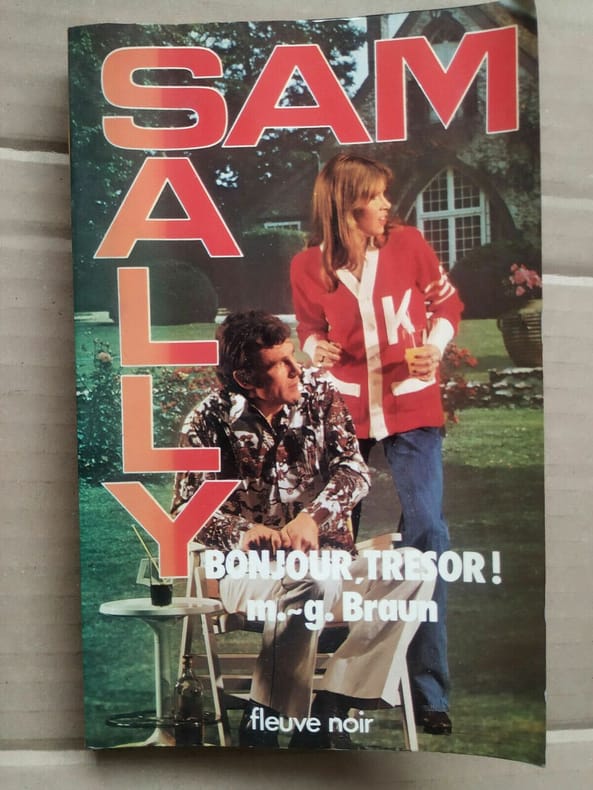 SAM
SALLY
K
BONJOUR, TRESOR!
m.~g. Braun
fleuve noir